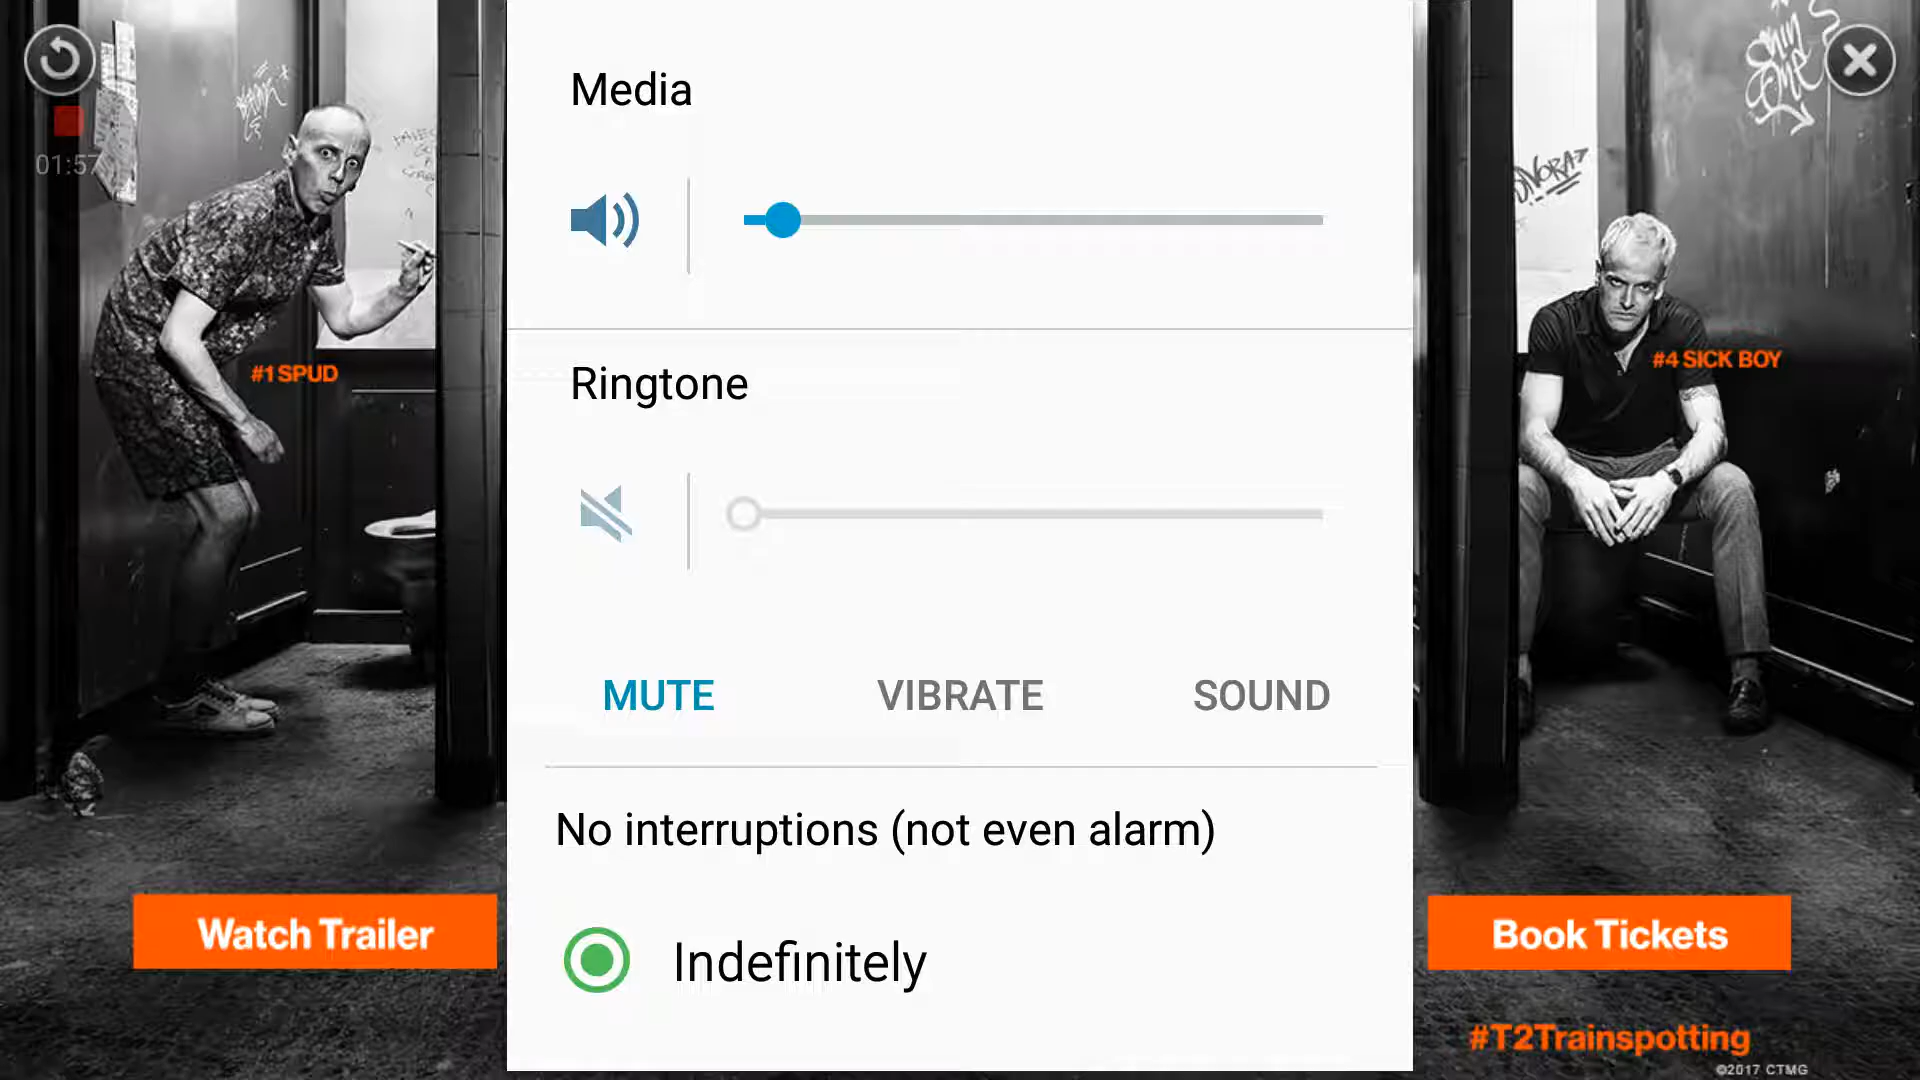 Media
01:57
#1 SPUD
#4 SICK BOY
Ringtone
MUTE
VIBRATE
SOUND
No interruptions (not even alarm)
Watch Trailer
Book Tickets
Indefinitely
#T2Trainspotting
©2017 CTMG